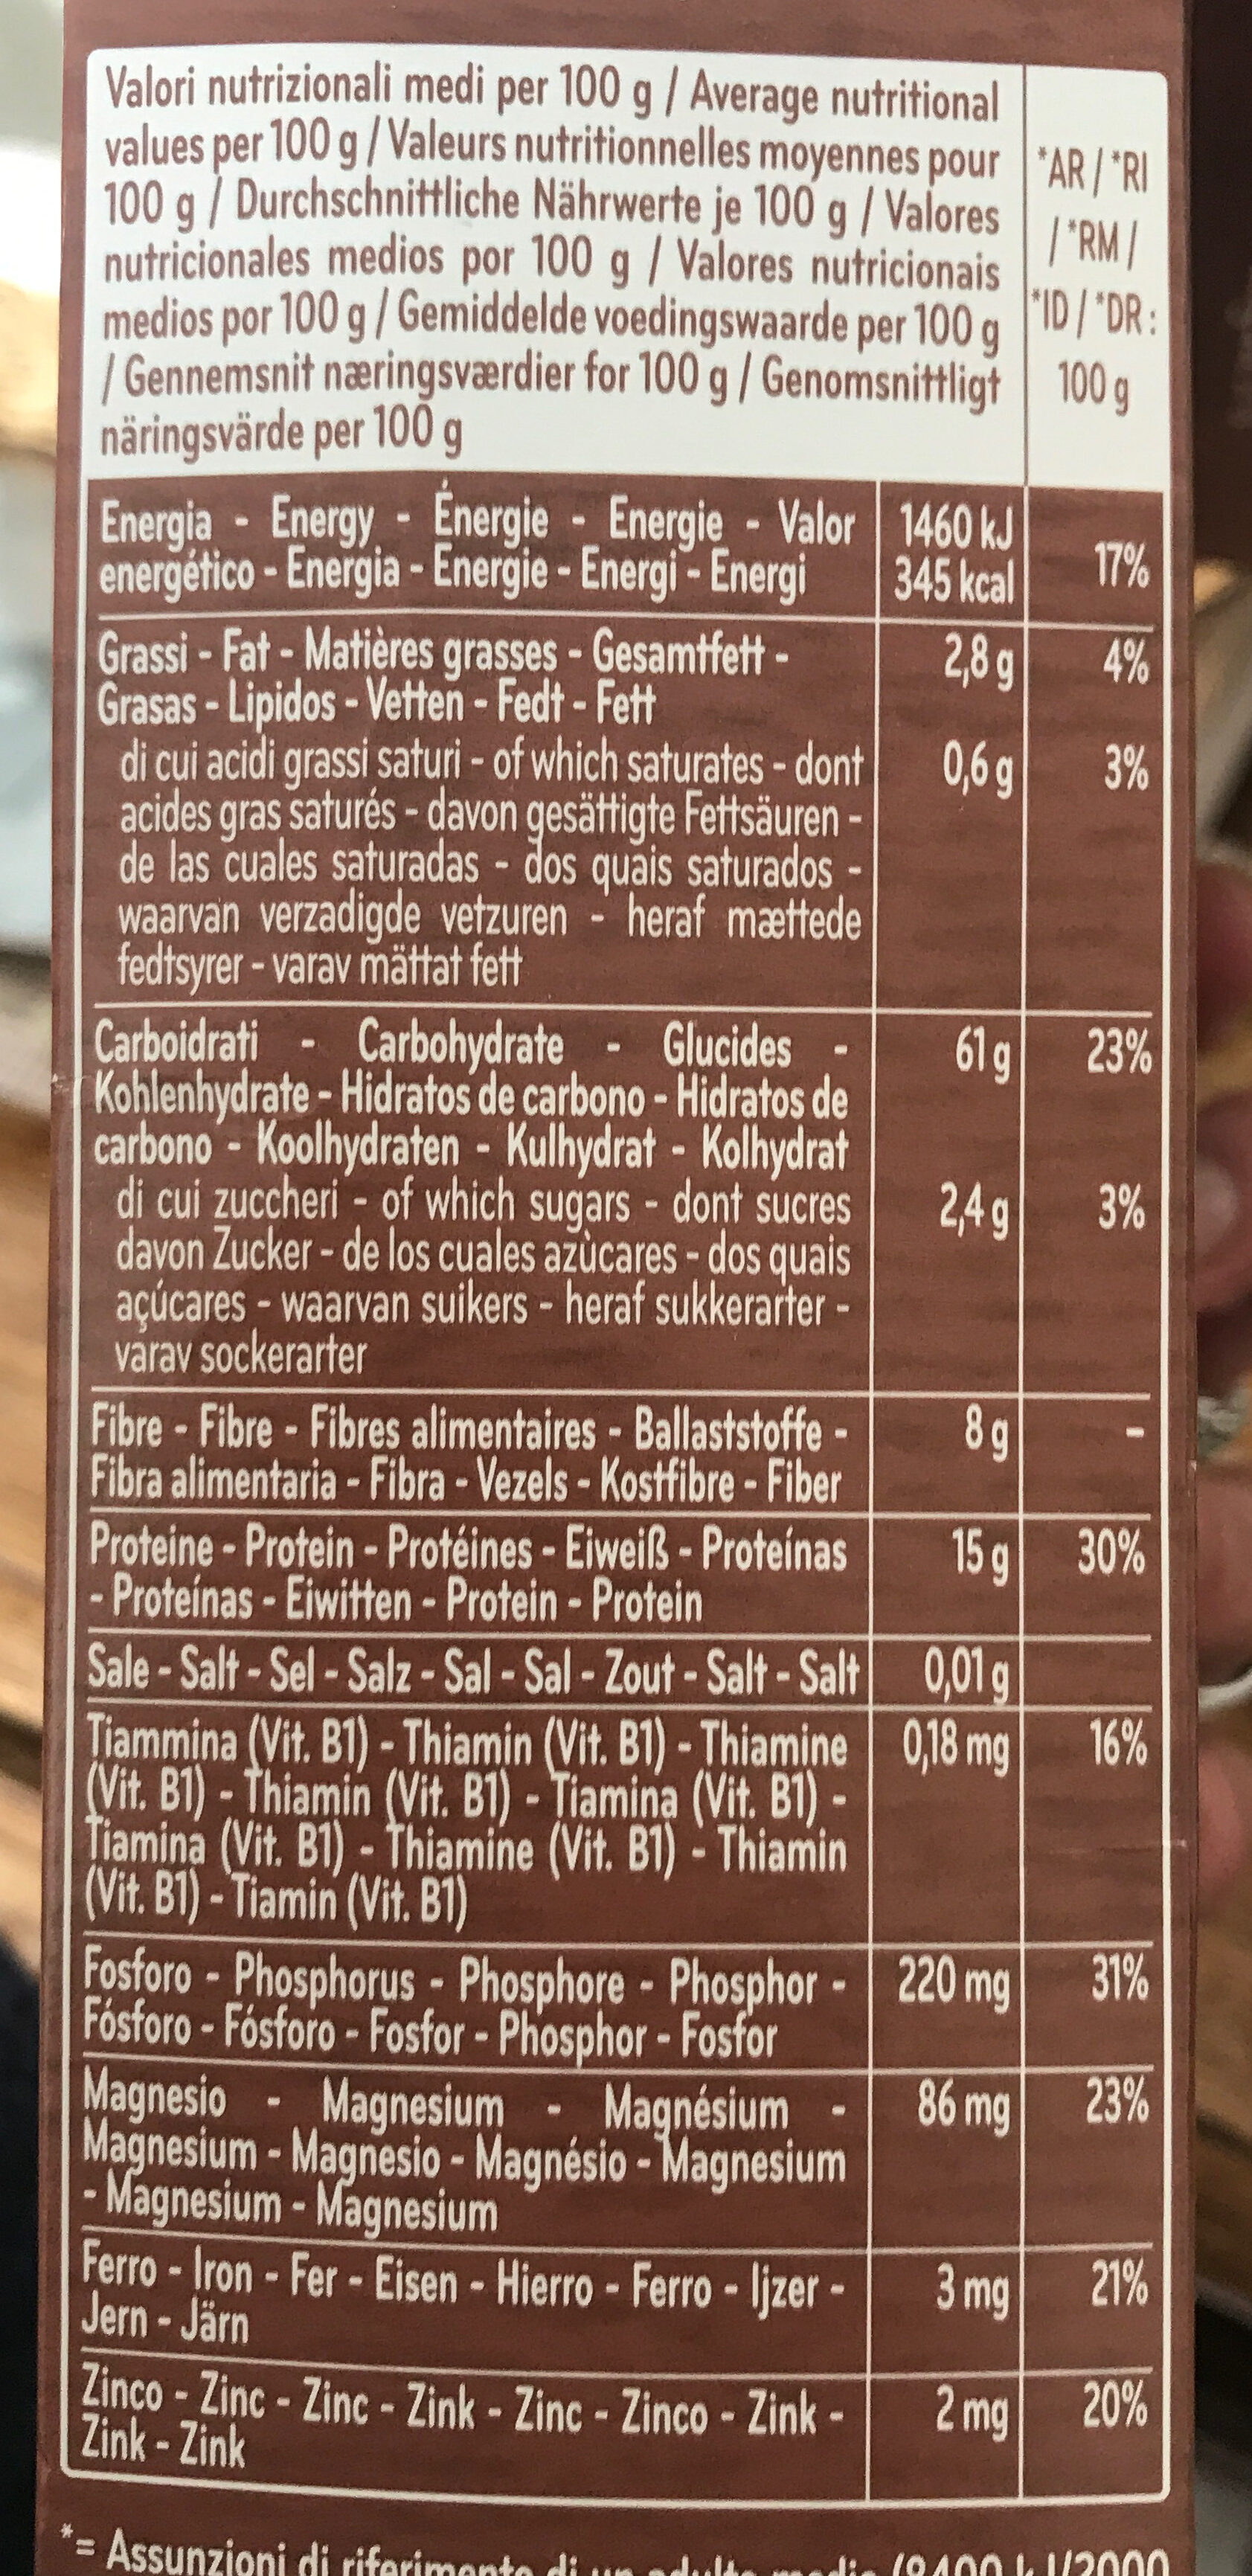 Valori nutrizionali medi per 100 g / Average nutritional
values per 100 g / Valeurs nutritionnelles moyennes pour
100 g / Durchschnittliche Nährwerte je 100 g / Valores
nutricionales medios por 100 g / Valores nutricionais
medios por 100 g / Gemiddelde voedingswaarde per 100 g
/ Gennemsnit næringsværdier for 100 g / Genomsnittligt
näringsvärde per 100 g
*AR / *RI
/ *RM /
*ID / *DR:
100 g
Energia - Energy - Énergie - Energie - Valor 1460 kJ
energético - Energia - Energie - Energi - Energi 345 kcal 17%
Grassi - Fat - Matières grasses - Gesamtfett - 2,8 g 4%
Grasas - Lipidos - Vetten - Fedt - Fett
di cui acidi grassi saturi - of which saturates - dont 0,6 g 3%
acides gras saturés - davon gesättigte Fettsäuren -
de las cuales saturadas - dos quais saturados -
waarvan verzadigde vetzuren - heraf mættede
fedtsyrer - varav mättat fett
Carboidrati - Carbohydrate - Glucides - 61 g 23%
Kohlenhydrate - Hidratos de carbono - Hidratos de
carbono - Koolhydraten - Kulhydrat - Kolhydrat
di cui zuccheri - of which sugars - dont sucres 2,4 g 3%
davon Zucker - de los cuales azùcares - dos quais
açúcares - waarvan suikers - heraf sukkerarter -
varav sockerarter
Fibre - Fibre - Fibres alimentaires - Ballaststoffe - 8 g -
Fibra alimentaria - Fibra - Vezels - Kostfibre - Fiber
Proteine - Protein - Protéines - Eiweiß - Proteínas 15 g 30%
- Proteínas - Eiwitten - Protein - Protein
Sale - Salt - Sel - Salz - Sal - Sal - Zout - Salt - Salt 0,01 g
Tiammina (Vit. B1) - Thiamin (Vit. B1) - Thiamine 0,18 mg 16%
(Vit. B1) - Thiamin (Vit. B1) - Tiamina (Vit. B1) -
Tiamina (Vit. B1) - Thiamine (Vit. B1) - Thiamin
(Vit. B1) - Tiamin (Vit. B1)
Fosforo - Phosphorus - Phosphore - Phosphor - 220 mg 31%
Fósforo - Fósforo - Fosfor - Phosphor - Fosfor
Magnesio - Magnesium - Magnésium - 86 mg 23%
Magnesium - Magnesio - Magnésio - Magnesium
- Magnesium - Magnesium
Ferro - Iron - Fer - Eisen - Hierro - Ferro - Ijzer - 3 mg 21%
Jern - Järn
Zinco - Zinc - Zinc - Zink - Zinc - Zinco - Zink - 2 mg 20%
Zink - Zink
*= Assunzioni di riferimento di un adulto medio (8400 kJ/2000